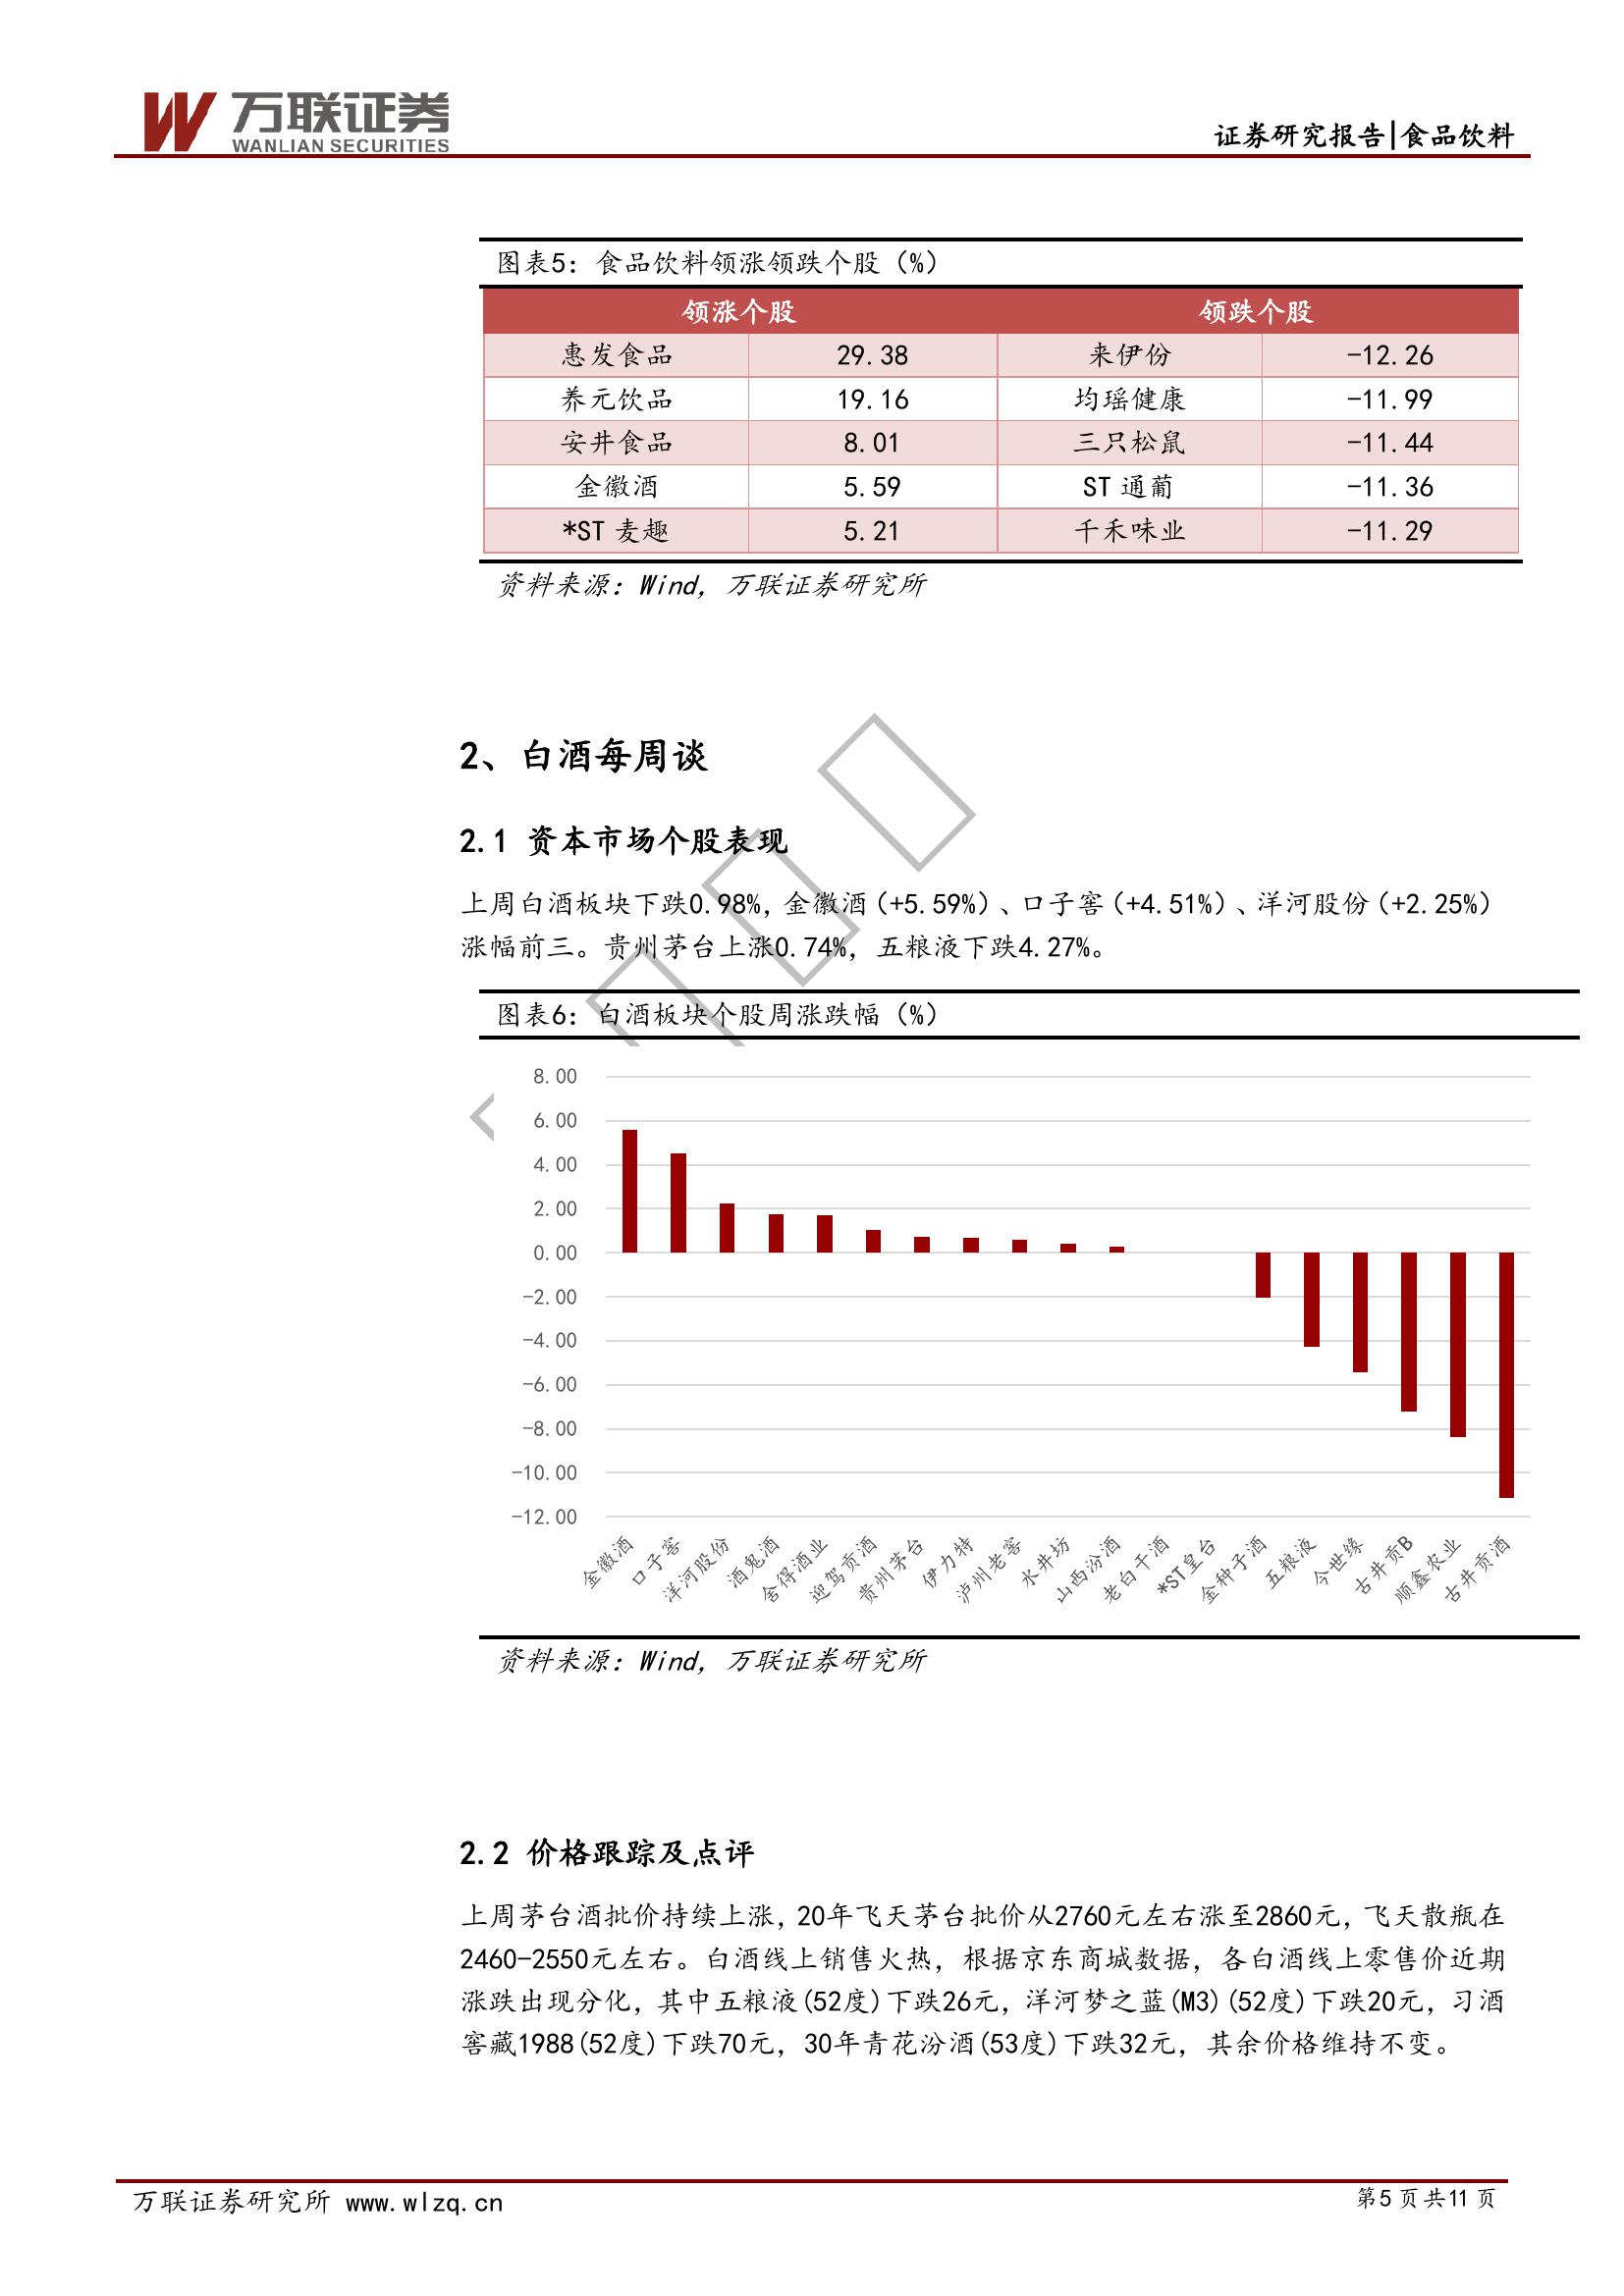 万联证券
WANLIAN SECURITIES
证券研究报告|食品饮料
图表5：食品饮料领涨领跌个股（%）
领涨个股 领跌个股
惠发食品 29.38 来伊份 -12.26
养元饮品 19.16 均瑶健康 -11.99
安井食品 8.01 三只松鼠 -11.44
金徽酒 5.59 ST 通葡 -11.36
*ST 麦趣 5.21 千禾味业 -11.29
资料来源：Wind，万联证券研究所
2、白酒每周谈
2.1 资本市场个股表现
上周白酒板块下跌0.98%，金徽酒（+5.59%）、口子窖（+4.51%）、洋河股份（+2.25%）
涨幅前三。贵州茅台上涨0.74%，五粮液下跌4.27%。
图表6：白酒板块个股周涨跌幅（%）
8.00
6.00
4.00
2.00
0.00
-2.00
-4.00
-6.00
-8.00
-10.00
-12.00
金徽酒 口子窖 洋河股份 酒鬼酒 舍得酒业 迎驾贡酒 贵州茅台 伊力特 泸州老窖 水井坊 山西汾酒 老白干酒 *ST皇台 金种子酒 五粮液 今世缘 古井贡B 顺鑫农业 古井贡酒
资料来源：Wind，万联证券研究所
2.2 价格跟踪及点评
上周茅台酒批价持续上涨，20年飞天茅台批价从2760元左右涨至2860元，飞天散瓶在
2460-2550元左右。白酒线上销售火热，根据京东商城数据，各白酒线上零售价近期
涨跌出现分化，其中五粮液(52度)下跌26元，洋河梦之蓝(M3)(52度)下跌20元，习酒
窖藏1988(52度)下跌70元，30年青花汾酒(53度)下跌32元，其余价格维持不变。
万联证券研究所 www.wlzq.cn 第5 页 共11 页